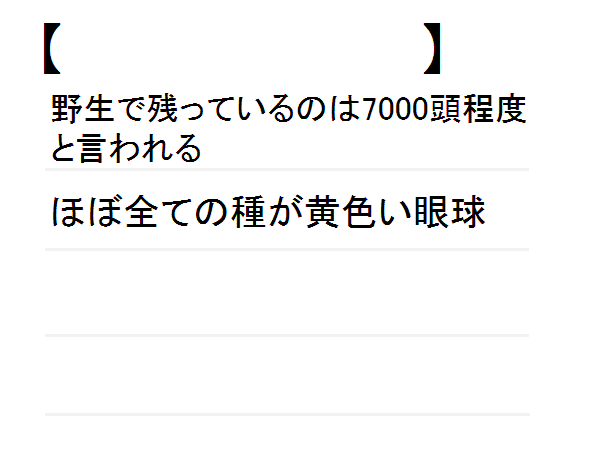 【　　　　　　　　　　】
野生で残っているのは7000頭程度
と言われる
ほぼ全ての種が黄色い眼球